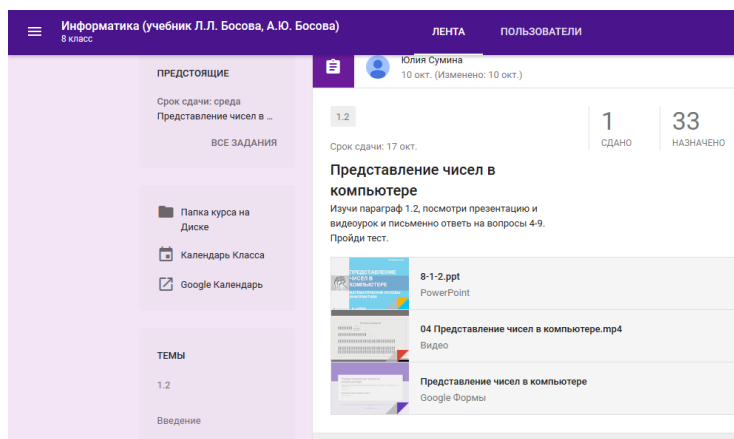 Информатика (учебник Л.Л. Босова, А.Ю. Босова)
8 класс
ЛЕНТА
ПОЛЬЗОВАТЕЛИ
ПРЕДСТОЯЩИЕ
Срок сдачи: среда
Представление чисел в ...
ВСЕ ЗАДАНИЯ
Папка курса на
Диске
Календарь Класса
Google Календарь
ТЕМЫ
1.2
Введение
Юлия Сумина
10 окт. (Изменено: 10 окт.)
1.2
1
СДАНО
33
НАЗНАЧЕНО
Срок сдачи: 17 окт.
Представление чисел в
компьютере
Изучи параграф 1.2, посмотри презентацию и
видеоурок и письменно ответь на вопросы 4-9.
Пройди тест.
ПРЕДСТАВЛЕНИЕ
ЧИСЕЛ В
КОМПЬЮТЕРЕ
8-1-2.ppt
PowerPoint
04 Представление чисел в компьютере.mp4
Видео
Представление чисел в компьютере
Google Формы